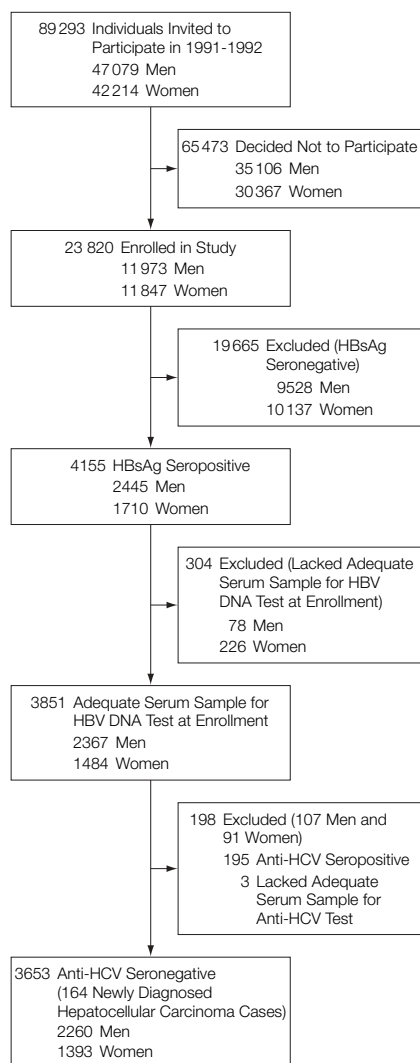 89 293 Individuals Invited to
Participate in 1991-1992
47 079 Men
42 214 Women
65 473 Decided Not to Participate
35 106 Men
30 367 Women
23 820 Enrolled in Study
11 973 Men
11 847 Women
19 665 Excluded (HBsAg
Seronegative)
9528 Men
10 137 Women
4155 HBsAg Seropositive
2445 Men
1710 Women
304 Excluded (Lacked Adequate
Serum Sample for HBV
DNA Test at Enrollment)
78 Men
226 Women
3851 Adequate Serum Sample for
HBV DNA Test at Enrollment
2367 Men
1484 Women
198 Excluded (107 Men and
91 Women)
195 Anti-HCV Seropositive
3 Lacked Adequate
Serum Sample for
Anti-HCV Test
3653 Anti-HCV Seronegative
(164 Newly Diagnosed
Hepatocellular Carcinoma Cases)
2260 Men
1393 Women